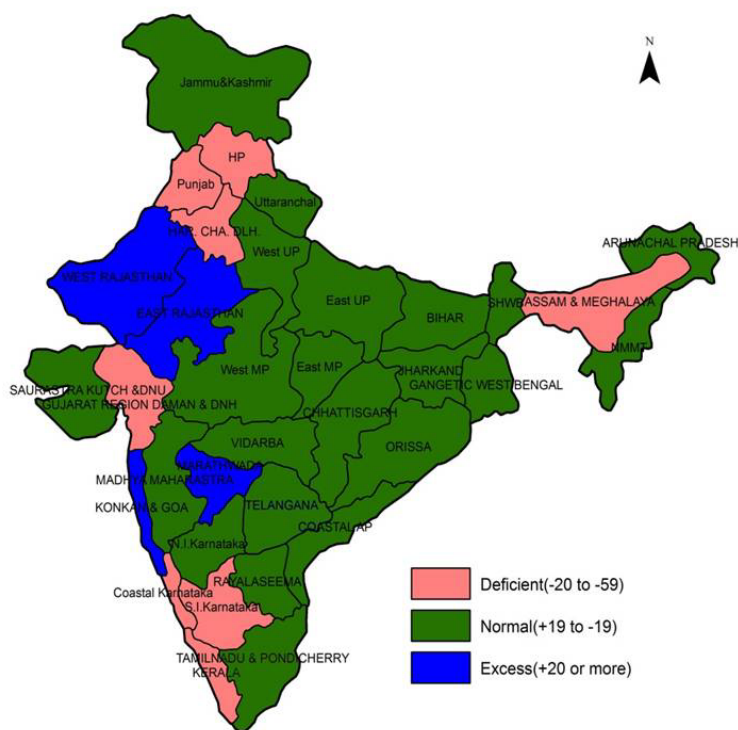 N
Jammu&Kashmir
HP
Punjab
Uttaranchal
HAR. CHA. DLH.
West UP
ARUNACHAL PRADESH
WEST RAJASTHAN
EAST RAJASTHAN
East UP
BIHAR
SHWB
ASSAM & MEGHALAYA
NMMT
West MP
East MP
JHARKAND
SAURASTRA KUTCH &DNU
GANGETIC WEST BENGAL
GUJARAT REGION DAMAN & DNH
CHHATTISGARH
VIDARBA
ORISSA
MARATHWADA
MADHYA MAHARASTRA
KONKAN & GOA
TELANGANA
COASTAL AP
N.I.Karnataka
RAYALASEEMA
Coastal Karnataka
S.I.Karnataka
TAMILNADU & PONDICHERRY
KERALA
Deficient(-20 to -59)
Normal(+19 to -19)
Excess(+20 or more)